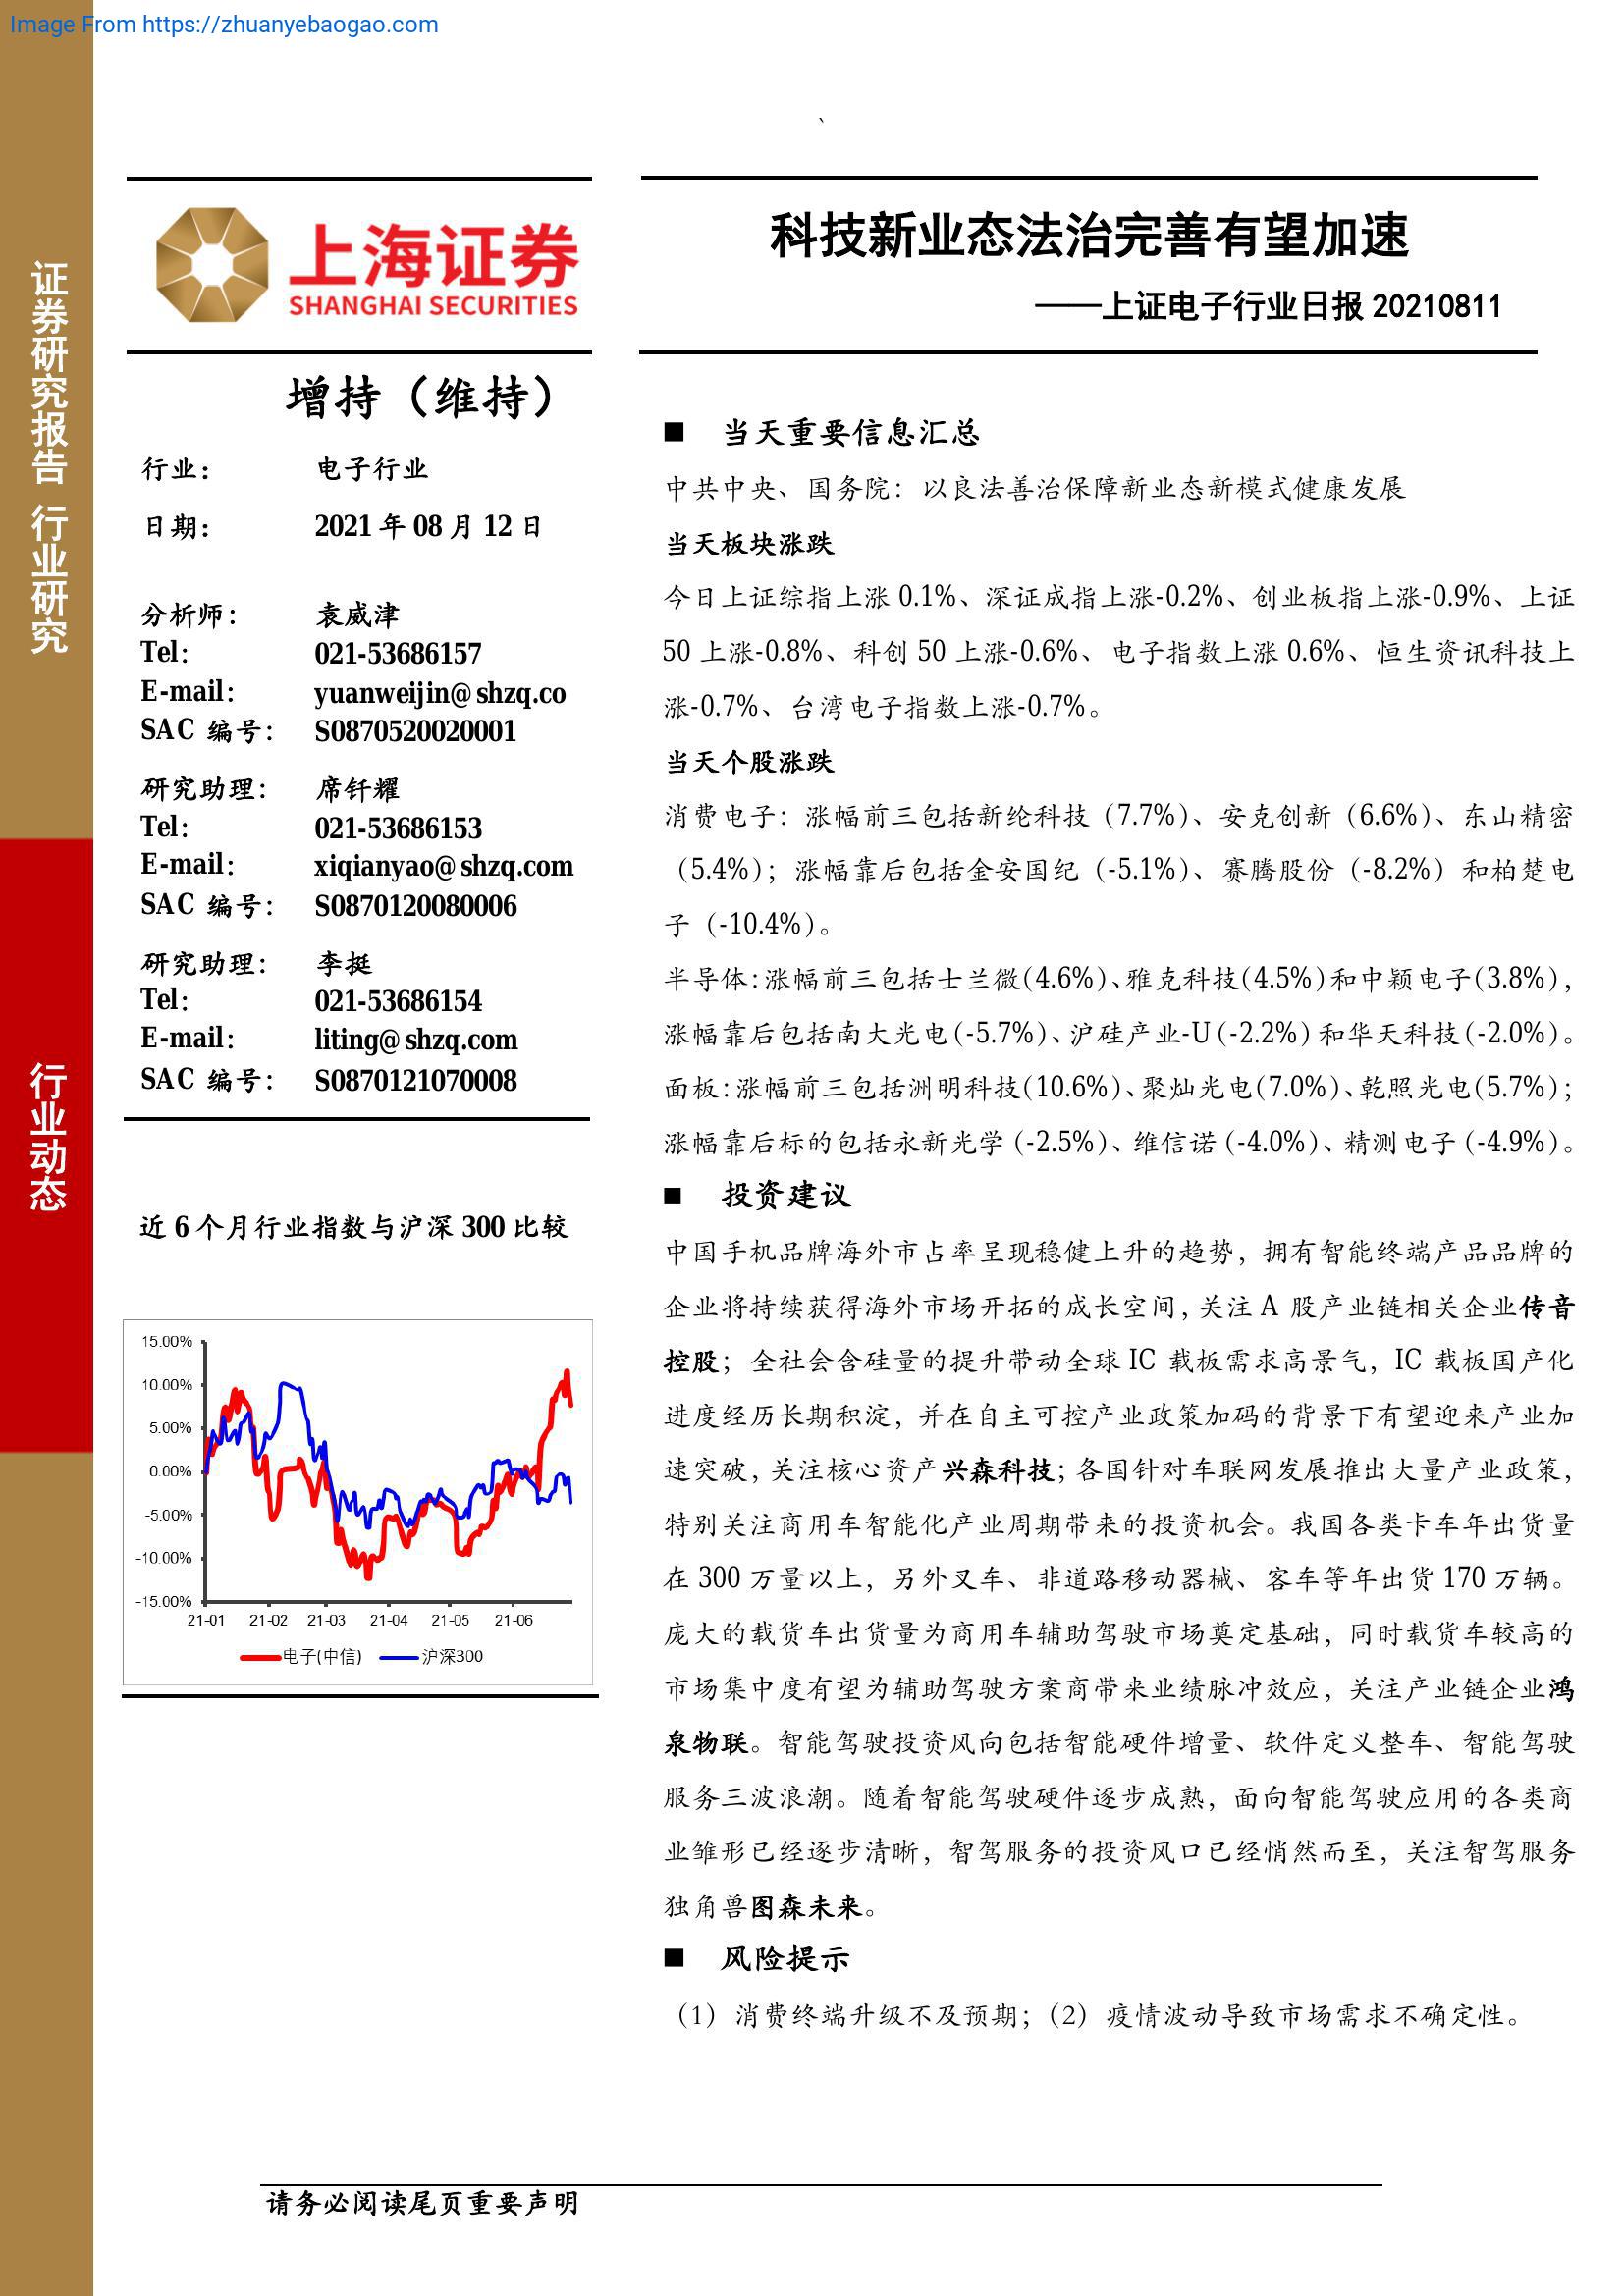 Image From https://zhuanyebaogao.com
、
证券研究报告 行业研究
行业动态
上海证券
SHANGHAI SECURITIES
科技新业态法治完善有望加速
——上证电子行业日报 20210811
增持（维持）
行业： 电子行业
日期： 2021 年 08 月 12 日
分析师： 袁威津
Tel： 021-53686157
E-mail： yuanweijin@shzq.co
SAC 编号： S0870520020001
研究助理： 席钎耀
Tel： 021-53686153
E-mail： xiqianyao@shzq.com
SAC 编号： S0870120080006
研究助理： 李挺
Tel： 021-53686154
E-mail： liting@shzq.com
SAC 编号： S0870121070008
近 6 个月行业指数与沪深 300 比较
15.00%
10.00%
5.00%
0.00%
-5.00%
-10.00%
-15.00%
21-01 21-02 21-03 21-04 21-05 21-06
电子(中信) 沪深300
■ 当天重要信息汇总
中共中央、国务院：以良法善治保障新业态新模式健康发展
当天板块涨跌
今日上证综指上涨 0.1%、深证成指上涨-0.2%、创业板指上涨-0.9%、上证
50 上涨-0.8%、科创 50 上涨-0.6%、电子指数上涨 0.6%、恒生资讯科技上
涨-0.7%、台湾电子指数上涨-0.7%。
当天个股涨跌
消费电子：涨幅前三包括新纶科技（7.7%）、安克创新（6.6%）、东山精密
（5.4%）；涨幅靠后包括金安国纪（-5.1%）、赛腾股份（-8.2%）和柏楚电
子（-10.4%）。
半导体：涨幅前三包括士兰微（4.6%）、雅克科技（4.5%）和中颖电子（3.8%），
涨幅靠后包括南大光电（-5.7%）、沪硅产业-U（-2.2%）和华天科技（-2.0%）。
面板：涨幅前三包括洲明科技（10.6%）、聚灿光电（7.0%）、乾照光电（5.7%）；
涨幅靠后标的包括永新光学（-2.5%）、维信诺（-4.0%）、精测电子（-4.9%）。
■ 投资建议
中国手机品牌海外市占率呈现稳健上升的趋势，拥有智能终端产品品牌的
企业将持续获得海外市场开拓的成长空间，关注 A 股产业链相关企业传音
控股；全社会含硅量的提升带动全球 IC 载板需求高景气，IC 载板国产化
进度经历长期积淀，并在自主可控产业政策加码的背景下有望迎来产业加
速突破，关注核心资产兴森科技；各国针对车联网发展推出大量产业政策，
特别关注商用车智能化产业周期带来的投资机会。我国各类卡车年出货量
在 300 万量以上，另外叉车、非道路移动器械、客车等年出货 170 万辆。
庞大的载货车出货量为商用车辅助驾驶市场奠定基础，同时载货车较高的
市场集中度有望为辅助驾驶方案商带来业绩脉冲效应，关注产业链企业鸿
泉物联。智能驾驶投资风向包括智能硬件增量、软件定义整车、智能驾驶
服务三波浪潮。随着智能驾驶硬件逐步成熟，面向智能驾驶应用的各类商
业雏形已经逐步清晰，智驾服务的投资风口已经悄然而至，关注智驾服务
独角兽图森未来。
■ 风险提示
（1）消费终端升级不及预期；（2）疫情波动导致市场需求不确定性。
请务必阅读尾页重要声明